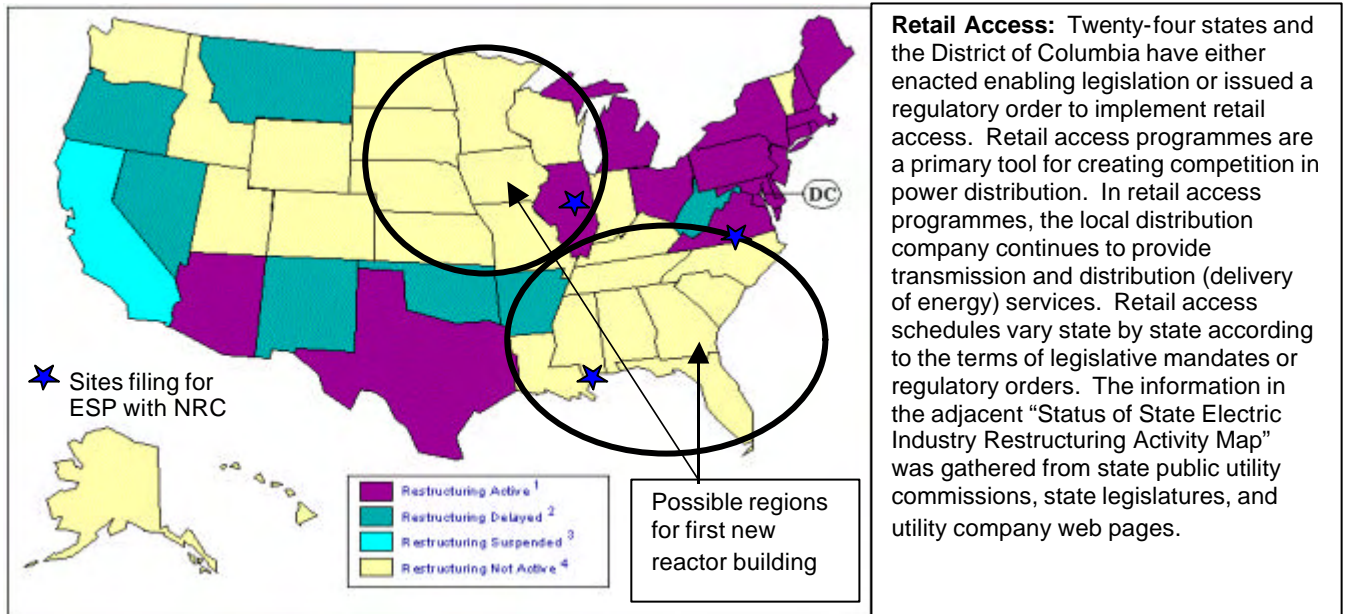 DC
Sites filing for
ESP with NRC
Restructuring Active 1
Restructuring Delayed 2
Restructuring Suspended 3
Restructuring Not Active 4
Possible regions
for first new
reactor building
Retail Access: Twenty-four states and
the District of Columbia have either
enacted enabling legislation or issued a
regulatory order to implement retail
access. Retail access programmes are
a primary tool for creating competition in
power distribution. In retail access
programmes, the local distribution
company continues to provide
transmission and distribution (delivery
of energy) services. Retail access
schedules vary state by state according
to the terms of legislative mandates or
regulatory orders. The information in
the adjacent “Status of State Electric
Industry Restructuring Activity Map”
was gathered from state public utility
commissions, state legislatures, and
utility company web pages.